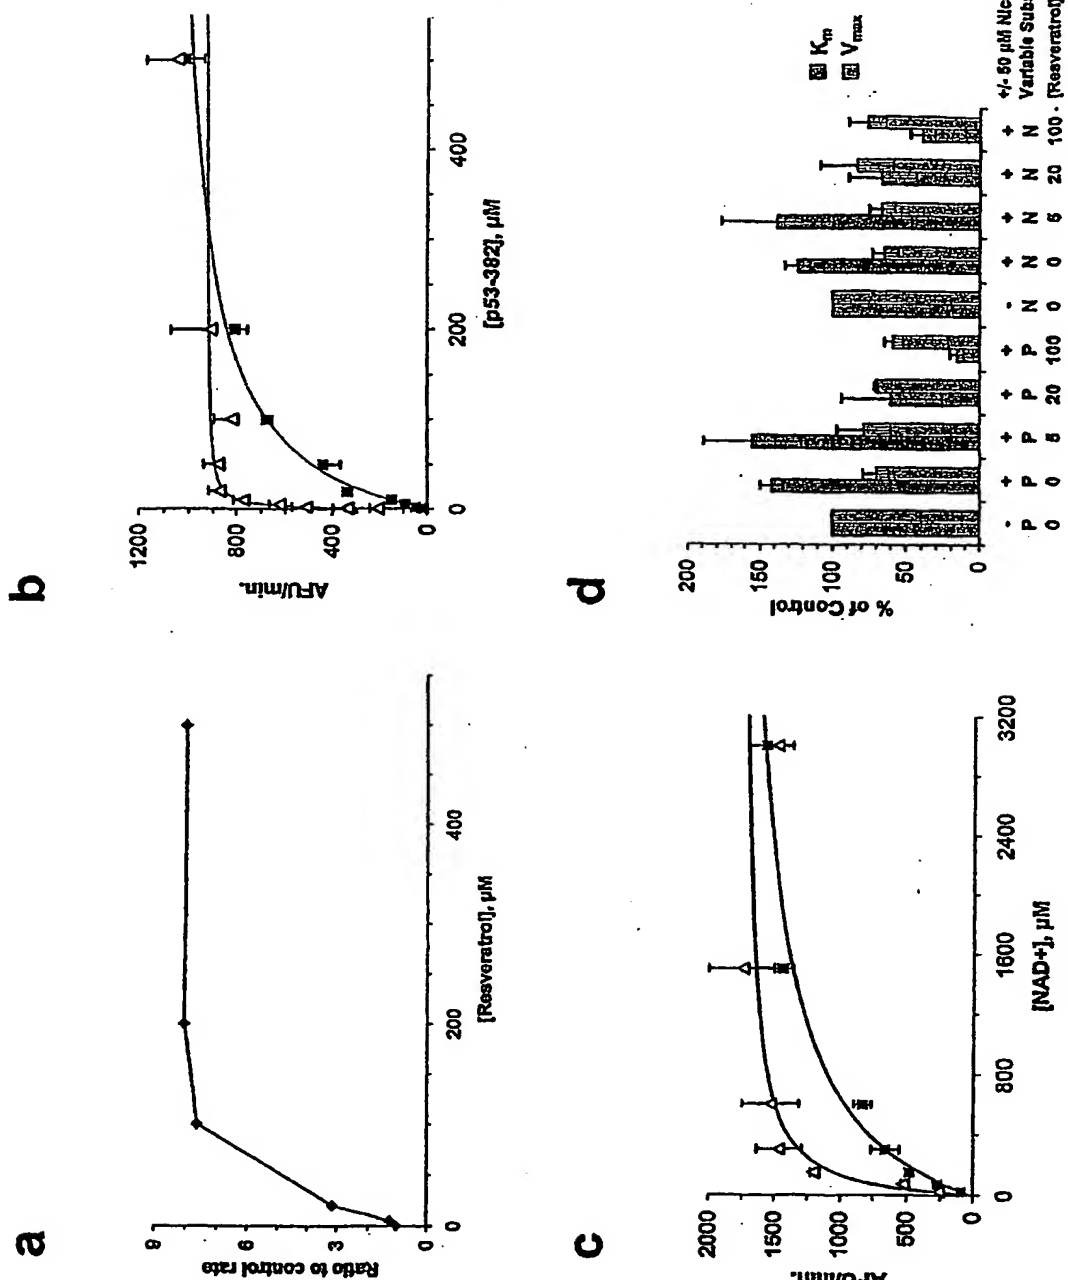 a
Ratio to control rate
9
6
3
0
0
200
400
[Resveratrol], µM
b
AFU/min.
1200
800
400
0
0
200
400
[p53-382], µM
c
2000
1500
1000
500
0
0
800
1600
2400
3200
[NAD+], µM
d
% of Control
200
150
100
50
0
Km
Vmax
- + + + + - + + + + +/- 50 µM
P P P P P N N N N N Variable
0 0 5 20 100 0 0 5 20 100 [Resveratrol]